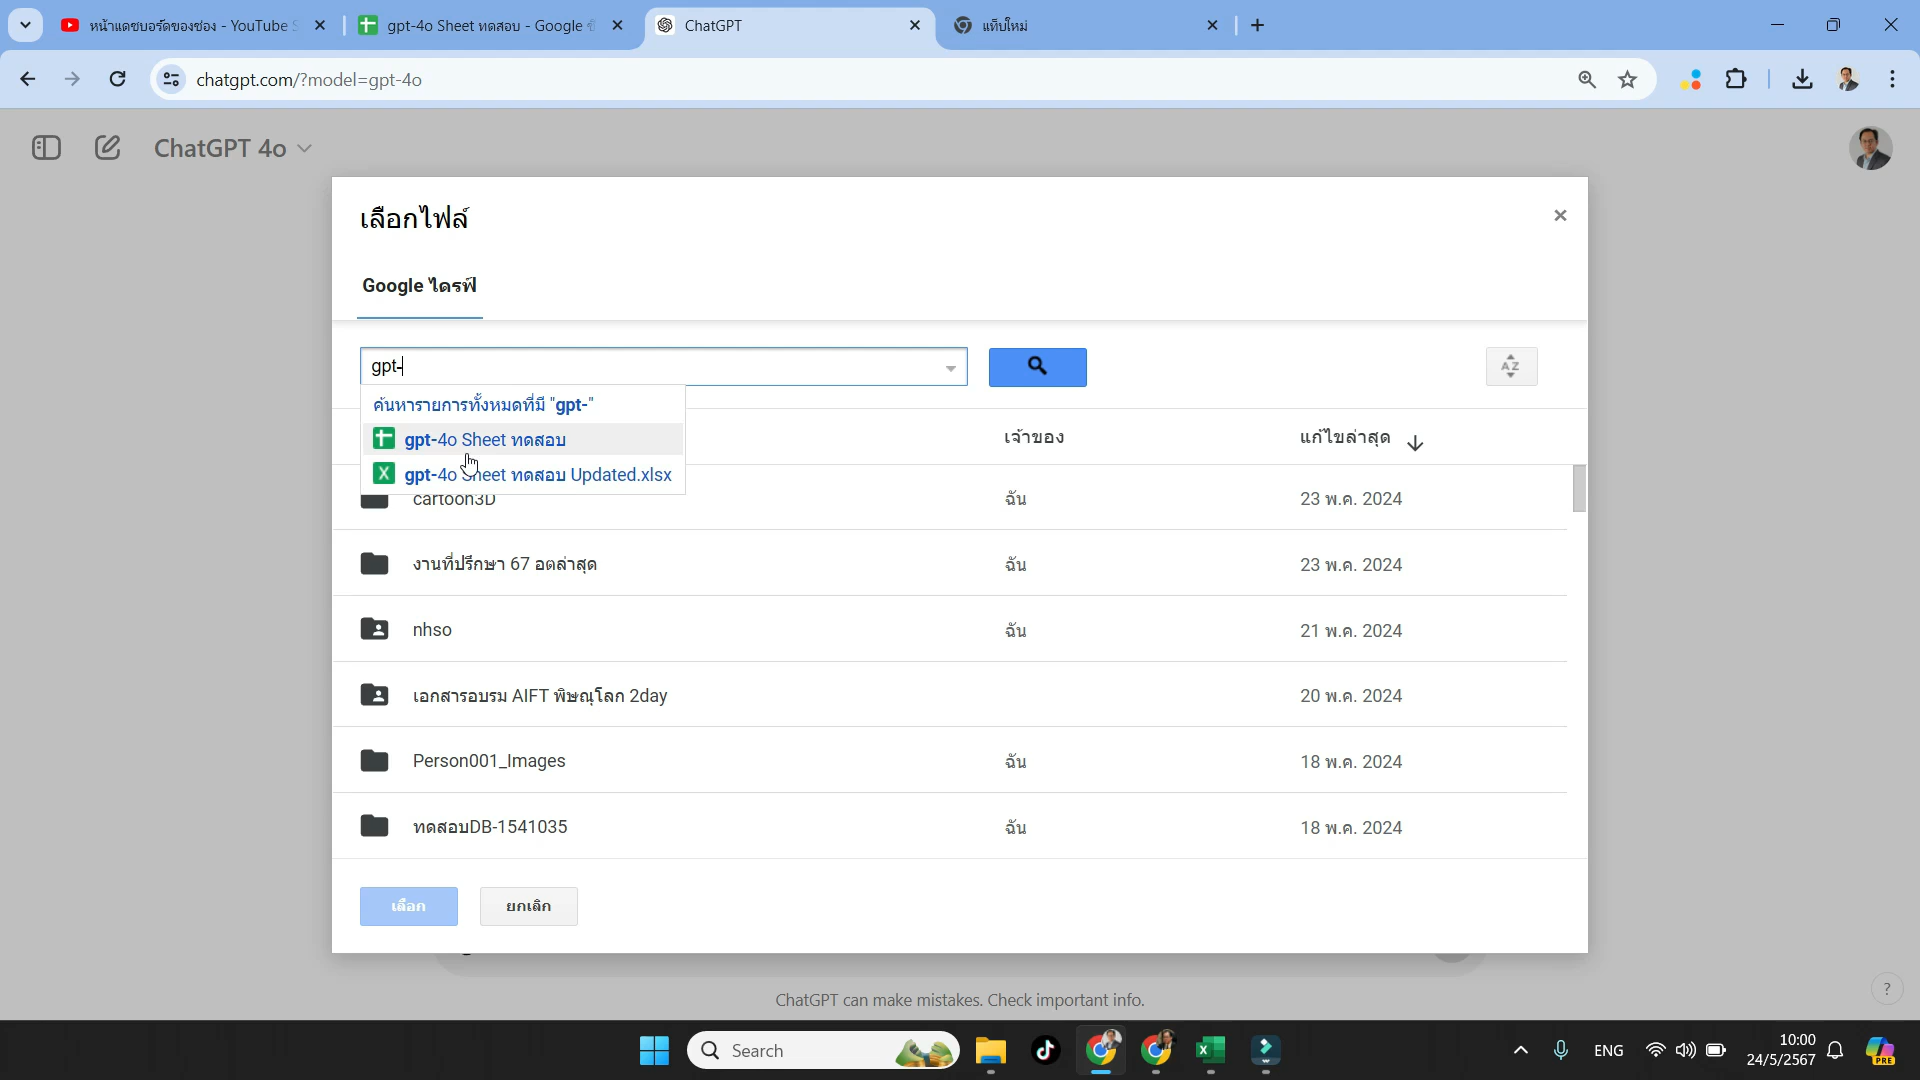 หน้าแดชบอร์ดของช่อง - YouTube S
gpt-4o Sheet ทดสอบ - Google ชี
ChatGPT
แท็บใหม่
chatgpt.com/?model=gpt-4o
ChatGPT 4o
เลือกไฟล์
Google ไดรฟ์
gpt-
AZ
ค้นหารายการทั้งหมดที่มี "gpt-"
gpt-4o Sheet ทดสอบ
gpt-4o Sheet ทดสอบ Updated.xlsx
เจ้าของ
แก้ไขล่าสุด
cartoon3D
ฉัน
23 พ.ค. 2024
งานที่ปรึกษา 67 อตล่าสุด
ฉัน
23 พ.ค. 2024
nhso
ฉัน
21 พ.ค. 2024
เอกสารอบรม AIFT พิษณุโลก 2day
20 พ.ค. 2024
Person001_Images
ฉัน
18 พ.ค. 2024
ทดสอบDB-1541035
ฉัน
18 พ.ค. 2024
เลือก
ยกเลิก
ChatGPT can make mistakes. Check important info.
?
Search
ENG
10:00
24/5/2567
PRE